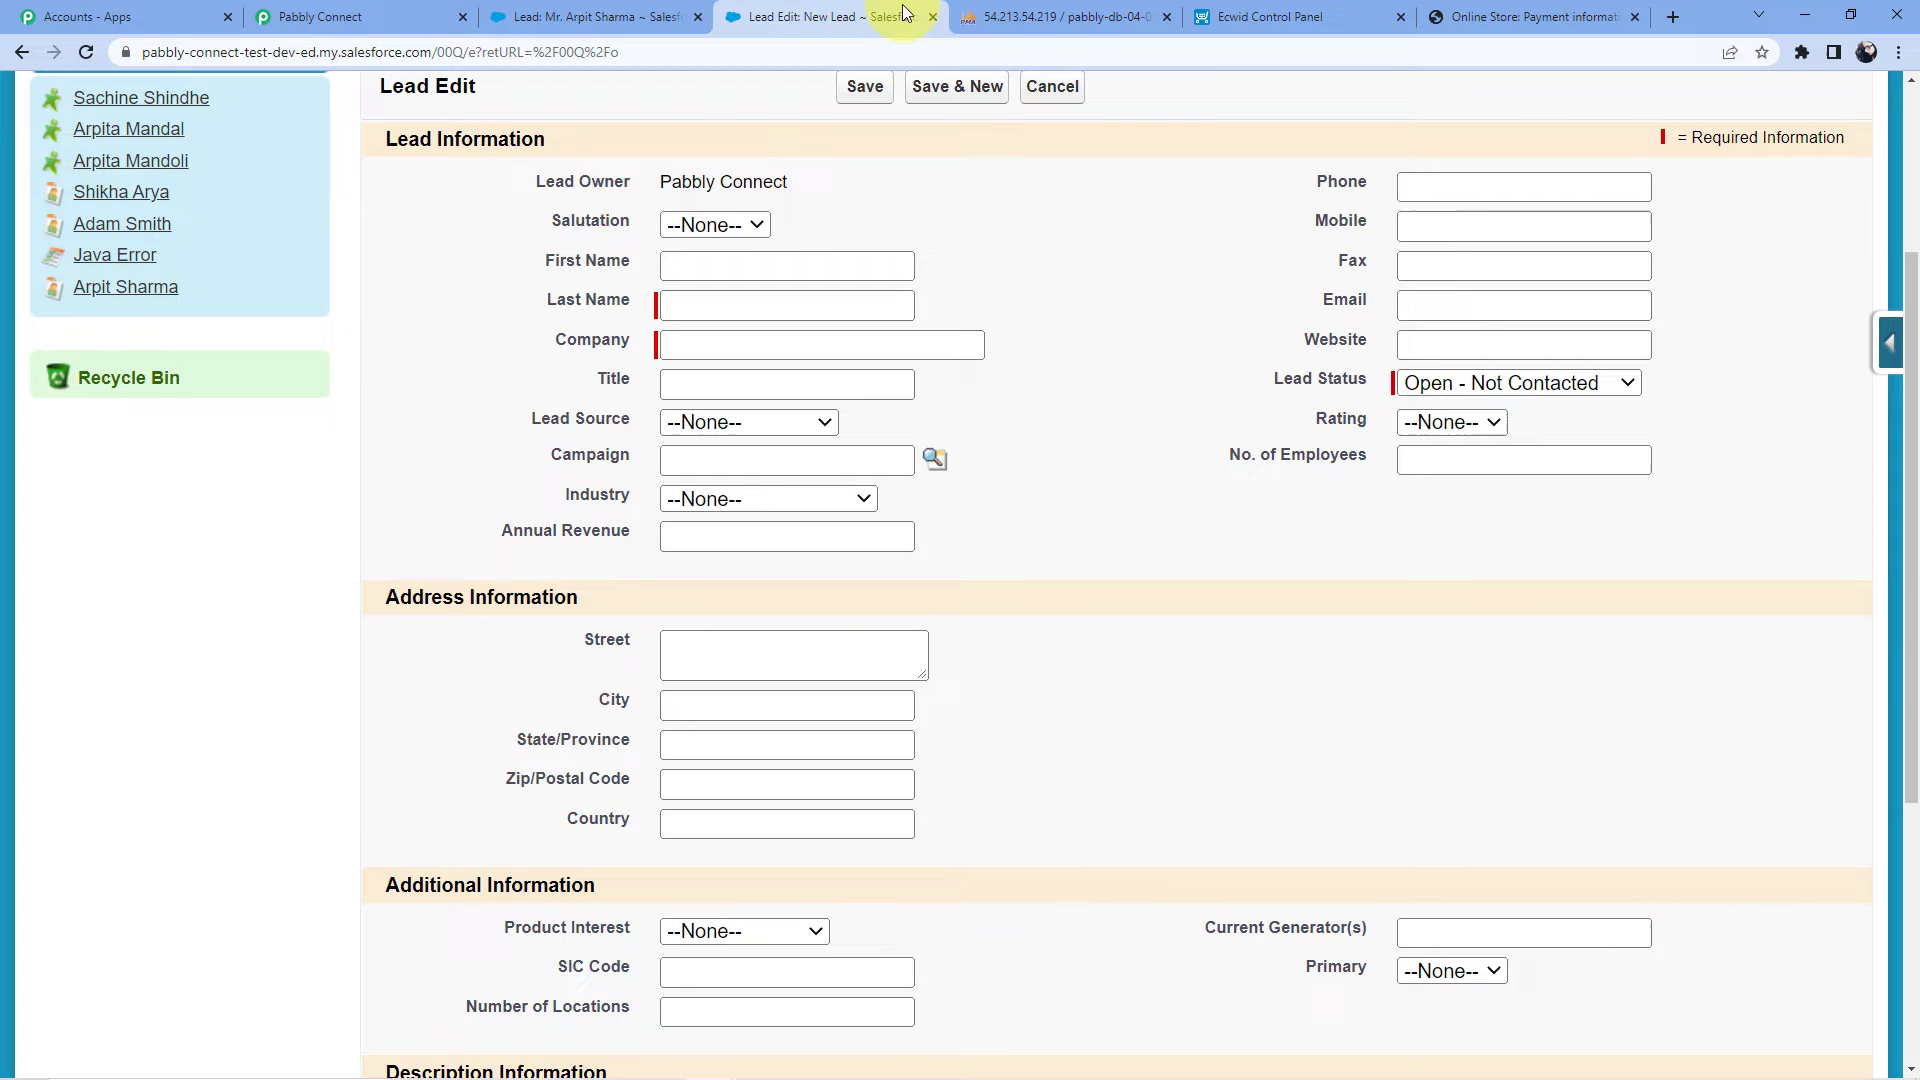 Accounts - Apps
Pabbly Connect
Lead: Mr. Arpit Sharma ~ Salesf
Lead Edit: New Lead ~ Salesf
54.213.54.219 / pabbly-db-04-0
Ecwid Control Panel
Online Store: Payment informati
pabbly-connect-test-dev-ed.my.salesforce.com/00Q/e?retURL=%2F00Q%2Fo
Sachine Shindhe
Arpita Mandal
Arpita Mandoli
Shikha Arya
Adam Smith
Java Error
Arpit Sharma
Recycle Bin
Lead Edit
Save
Save & New
Cancel
Lead Information
= Required Information
Lead Owner
Pabbly Connect
Phone
Salutation
--None--
Mobile
First Name
Fax
Last Name
Email
Company
Website
Title
Lead Status
Open - Not Contacted
Lead Source
--None--
Rating
--None--
Campaign
No. of Employees
Industry
--None--
Annual Revenue
Address Information
Street
City
State/Province
Zip/Postal Code
Country
Additional Information
Product Interest
--None--
Current Generator(s)
SIC Code
Primary
--None--
Number of Locations
Description Information